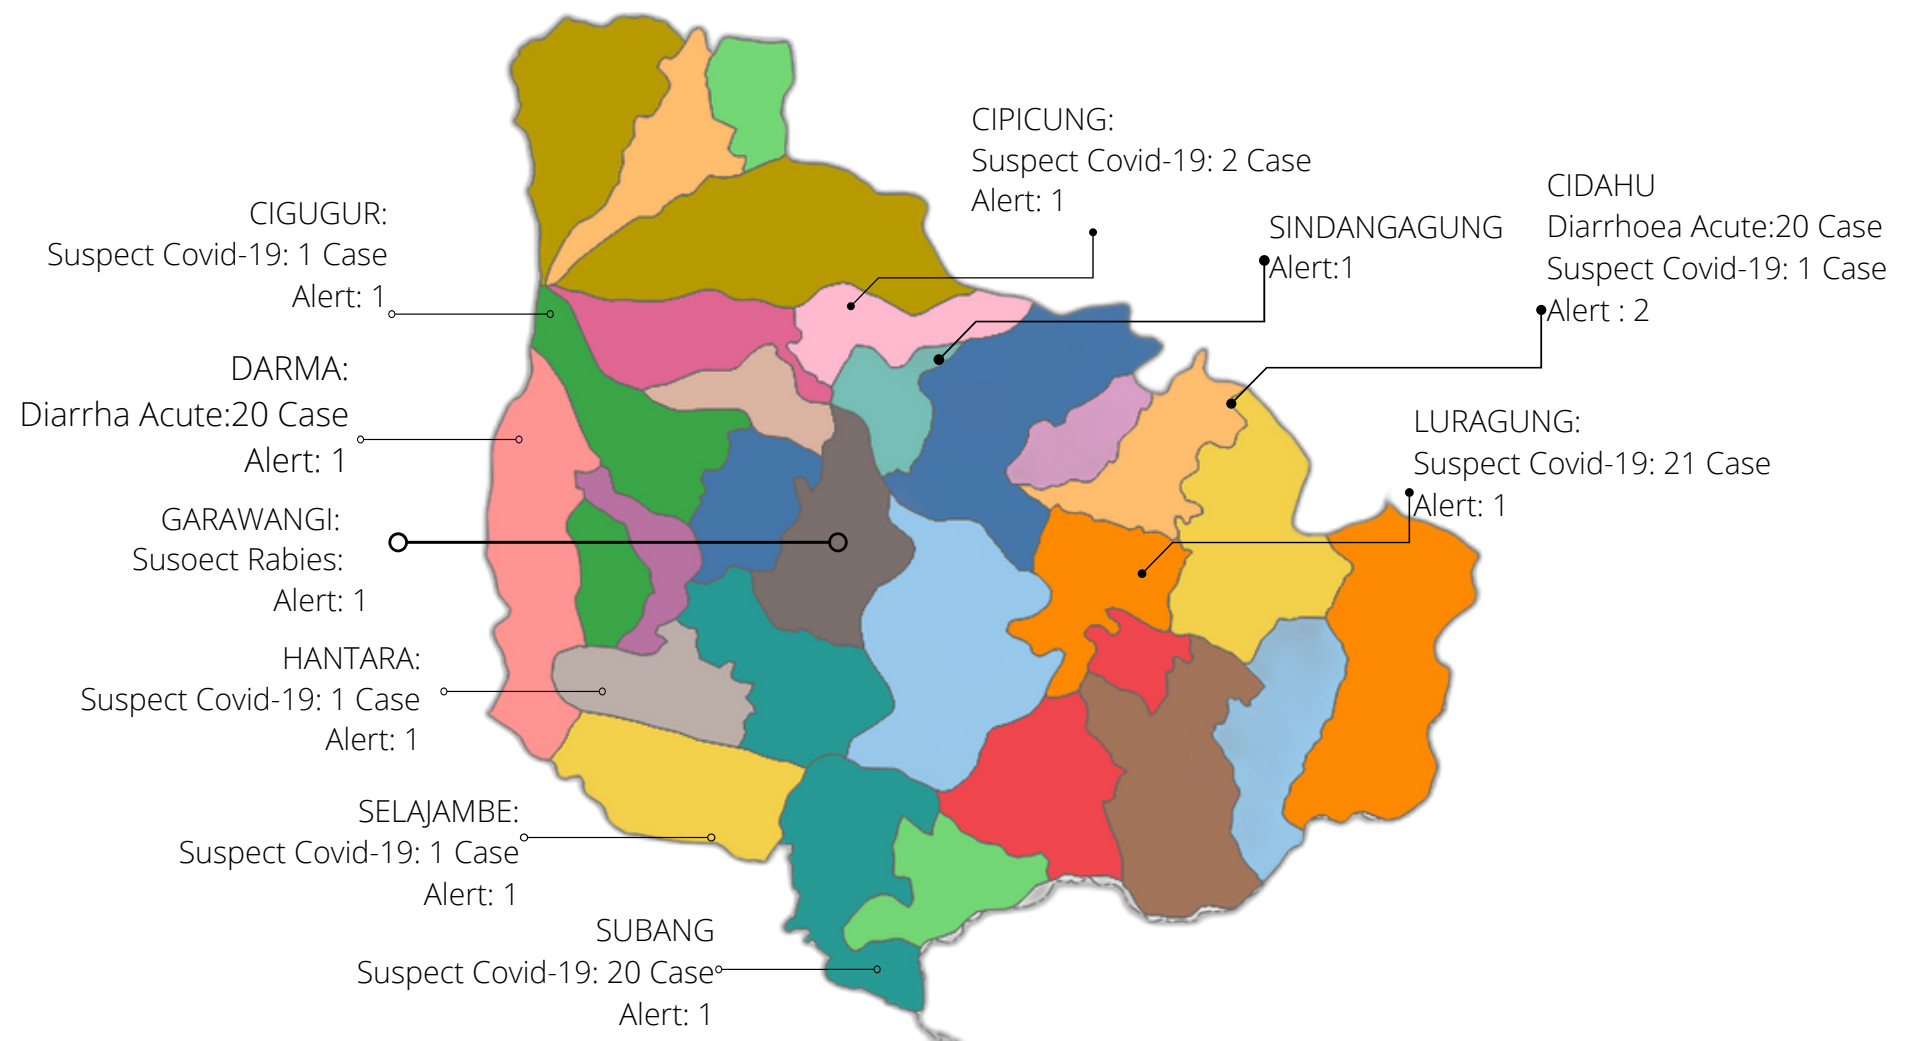 CIPICUNG:
Suspect Covid-19: 2 Case
Alert: 1
CIDAHU
Diarrhoea Acute:20 Case
Suspect Covid-19: 1 Case
Alert : 2
SINDANGAGUNG
Alert:1
CIGUGUR:
Suspect Covid-19: 1 Case
Alert: 1
DARMA:
Diarrha Acute:20 Case
Alert: 1
LURAGUNG:
Suspect Covid-19: 21 Case
Alert: 1
GARAWANGI:
Susoect Rabies:
Alert: 1
HANTARA:
Suspect Covid-19: 1 Case
Alert: 1
SELAJAMBE:
Suspect Covid-19: 1 Case
Alert: 1
SUBANG
Suspect Covid-19: 20 Case
Alert: 1